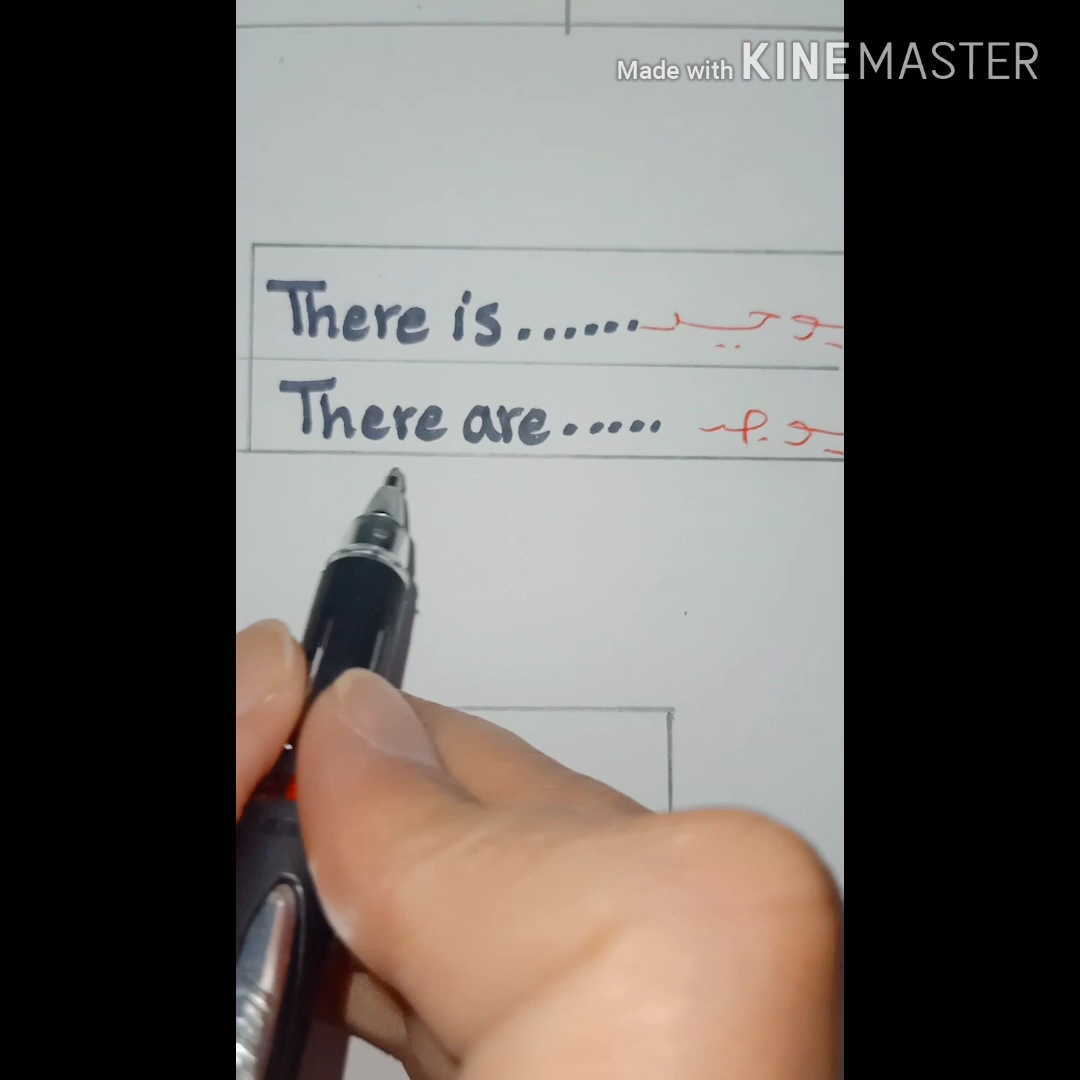 Made with KINEMASTER
There is ......
There are .....